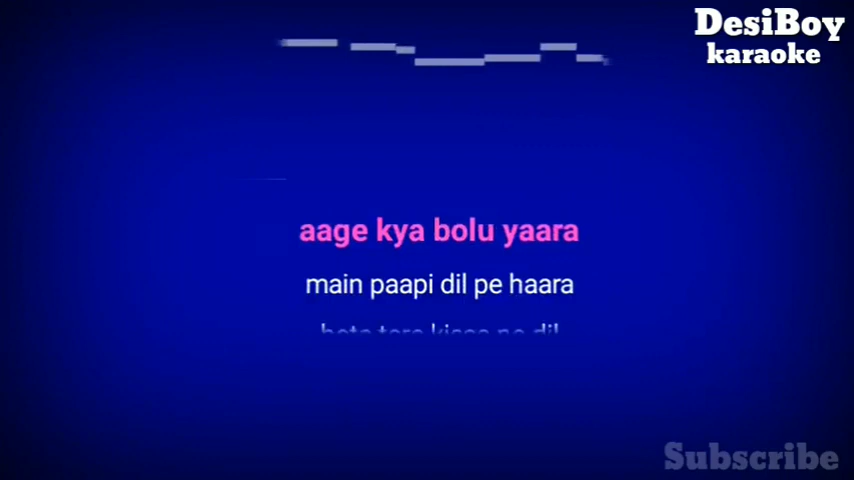 DesiBoy
karaoke
aage kya bolu yaara
main paapi dil pe haara
Subscribe